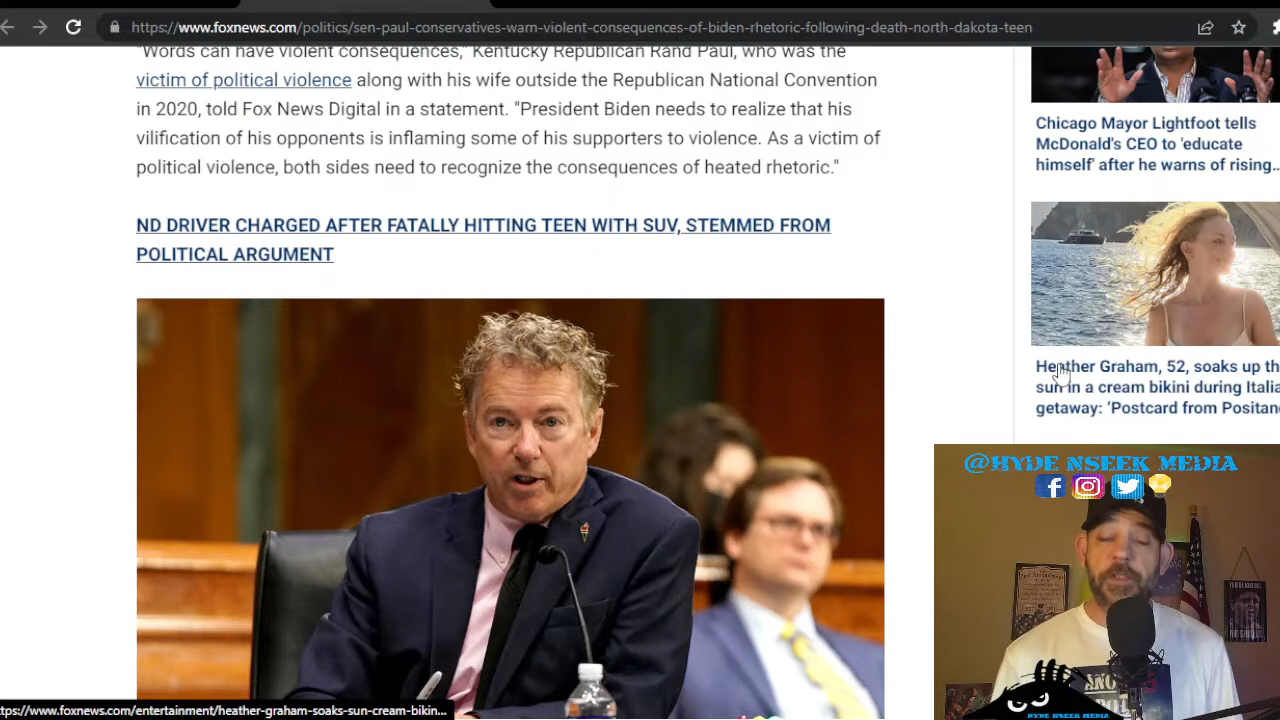 https://www.foxnews.com/politics/sen-paul-conservatives-warn-violent-consequences-of-biden-rhetoric-following-death-north-dakota-teen
"Words can have violent consequences," Kentucky Republican Rand Paul, who was the
victim of political violence along with his wife outside the Republican National Convention
in 2020, told Fox News Digital in a statement. "President Biden needs to realize that his
vilification of his opponents is inflaming some of his supporters to violence. As a victim of
political violence, both sides need to recognize the consequences of heated rhetoric."
ND DRIVER CHARGED AFTER FATALLY HITTING TEEN WITH SUV, STEMMED FROM
POLITICAL ARGUMENT
Chicago Mayor Lightfoot tells
McDonald's CEO to 'educate
himself' after he warns of rising...
Heather Graham, 52, soaks up th
sun in a cream bikini during Italia
getaway: 'Postcard from Positan
@HYDE NSEEK MEDIA
HYDE NSEEK MEDIA
ttps://www.foxnews.com/entertainment/heather-graham-soaks-sun-cream-bikin...